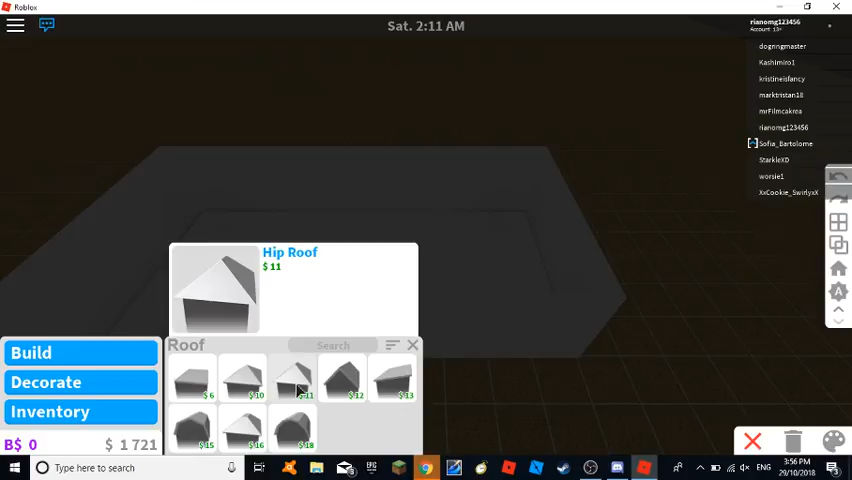 Roblox
Sat. 2:11 AM
rianomg123456
Account: 13+
dogringmaster
Kashimiro1
kristineisfancy
marktristan18
mrFilmcakrea
rianomg123456
Sofia_Bartolome
StarkleXD
worsie1
XxCookie_SwirlyxX
Hip Roof
$ 11
Build
Decorate
Inventory
B$ 0
$ 1 721
Roof
Search
$ 6
$ 10
$ 11
$ 12
$ 13
$ 15
$ 16
$ 18
A
Type here to search
EPIC
ENG
3:56 PM
29/10/2018
3